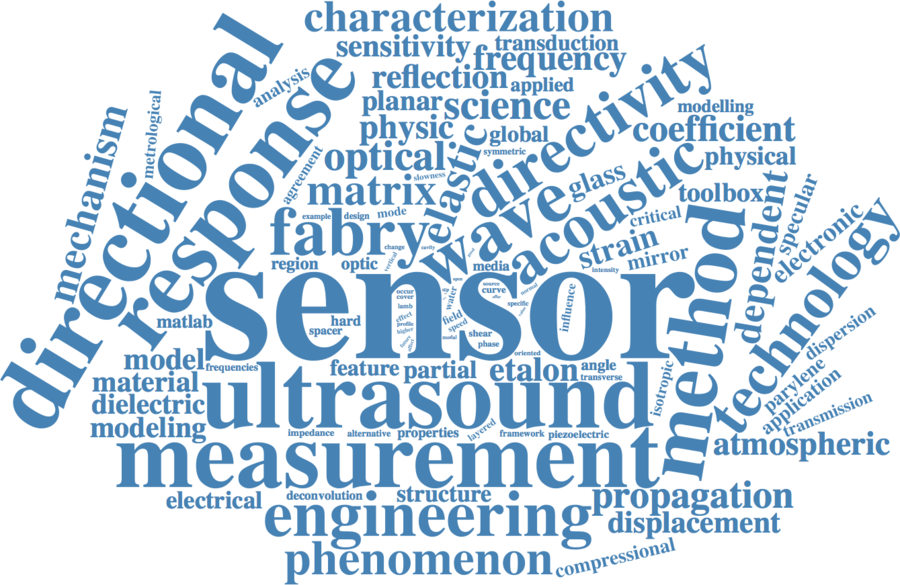 characterization
sensitivity
transduction
frequency
reflection
applied
analysis
directional
response
planar
science
directivity
modelling
metrological
mechanism
physic
global
coefficient
optical
elastic
symmetric
physical
agreement
slowness
glass
matrix
wave
acoustic
toolbox
example
design
mode
critical
specular
fabry
change
cavity
strain
mirror
dependent
electronic
vertical
region
optic
media
intensity
method
technology
sensor
occur
cover
lamb
effect
profile
higher
water
field
speed
source
curve
normal
specific
influence
matlab
spacer
hard
shear
phase
modal
dispersion
model
frequencies
feature
partial
oriented
etalon
angle
transverse
isotropic
parylene
application
transmission
material
dielectric
ultrasound
modeling
impedance
alternative
properties
layered
framework
piezoelectric
measurement
atmospheric
electrical
deconvolution
structure
propagation
engineering
displacement
phenomenon
compressional